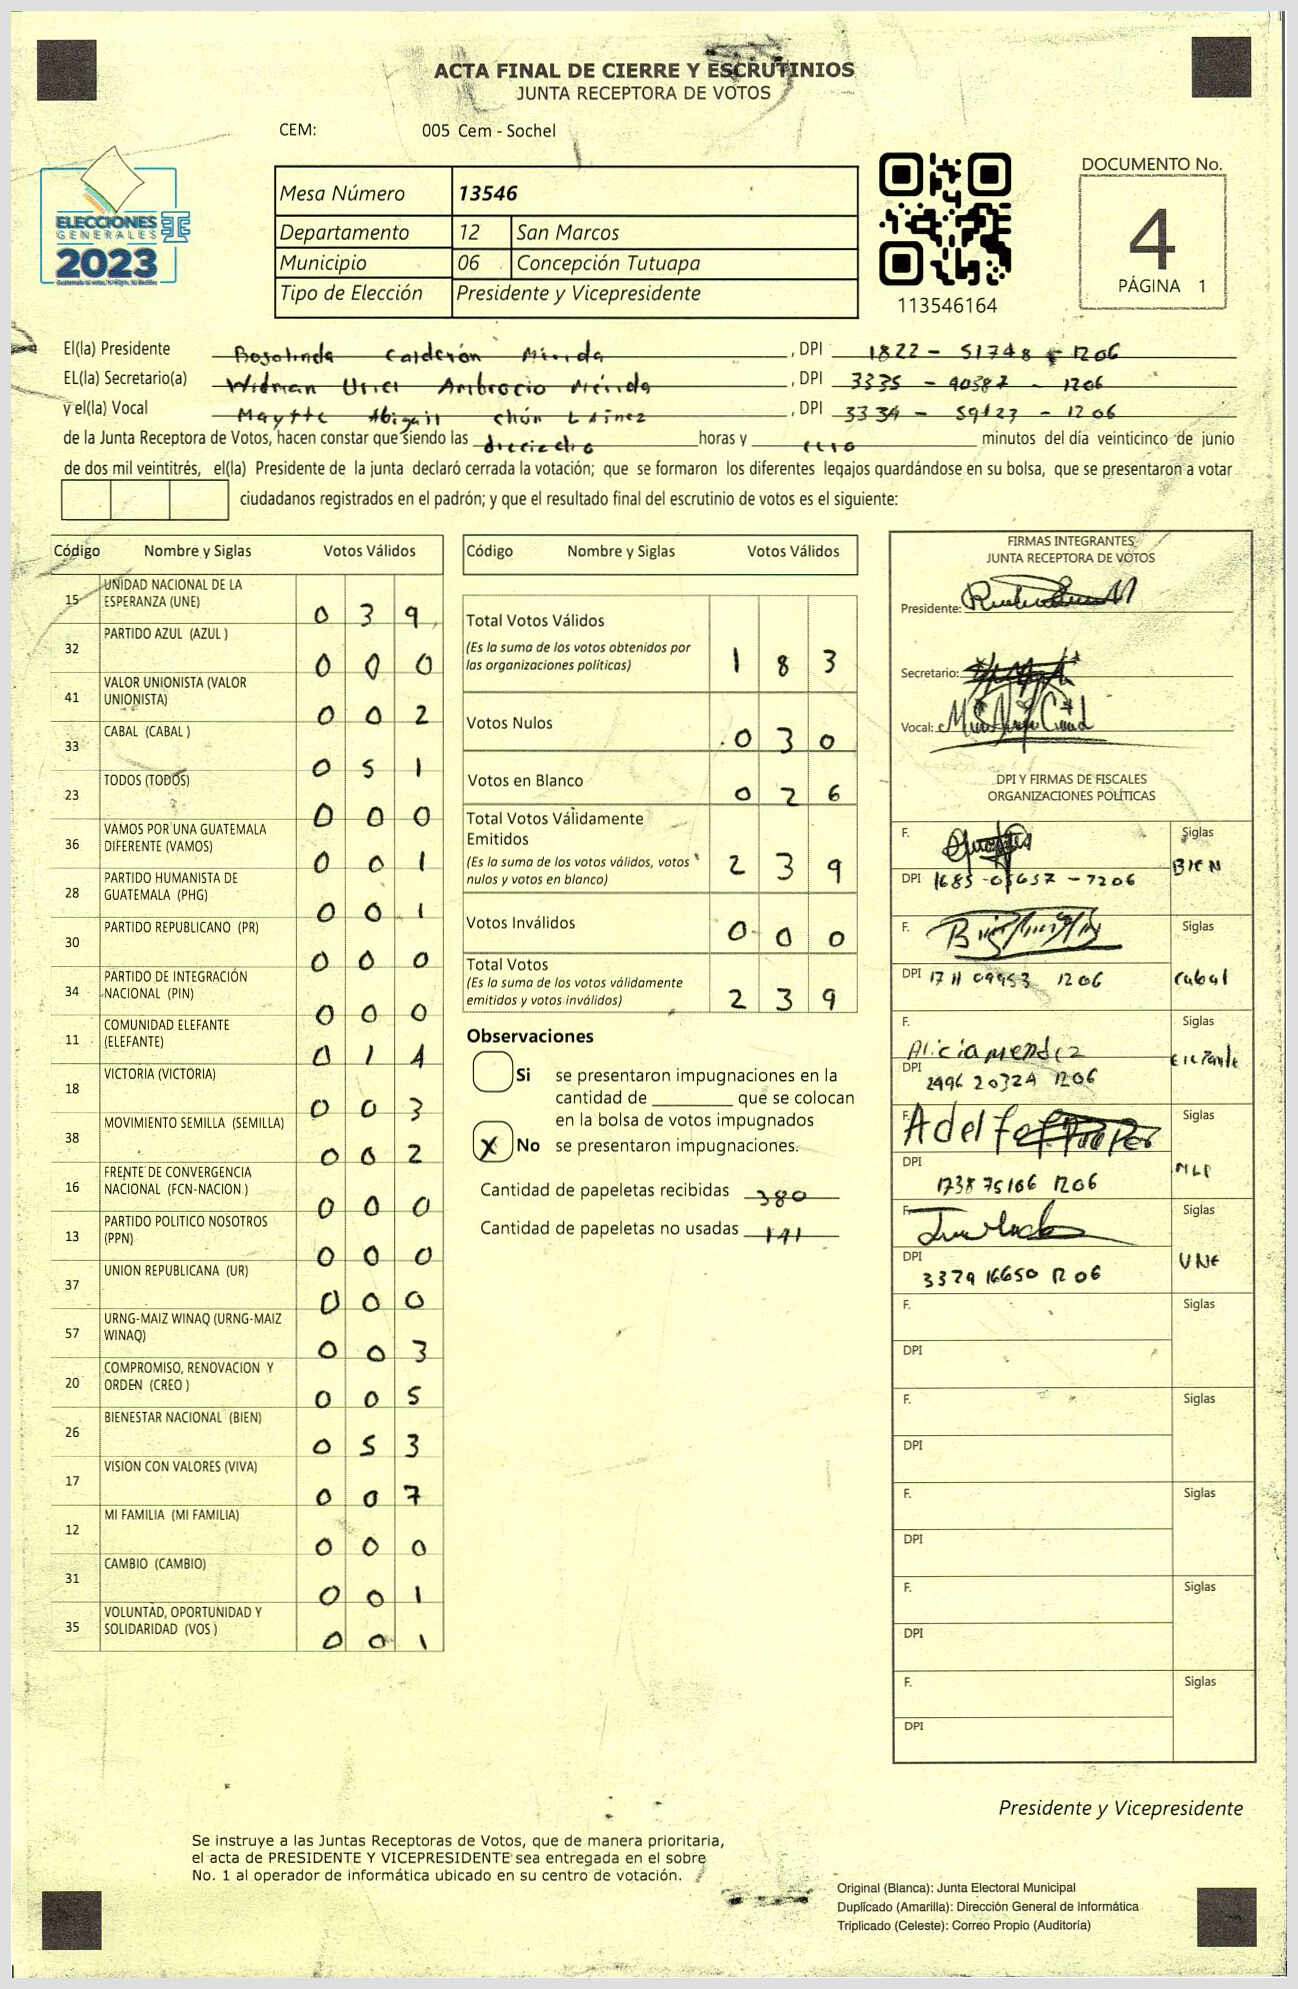 ACTA FINAL DE CIERRE Y ESCRUTINIOS
JUNTA RECEPTORA DE VOTOS
CEM: 005 Cem - Sochel
ELECCIONES
GENERALES
2023
Mesa Número 13546
Departamento 12 San Marcos
Municipio 06 Concepción Tutuapa
Tipo de Elección Presidente y Vicepresidente
113546164
DOCUMENTO No.
4
PÁGINA 1
El(la) Presidente Rosalinda Calderón Mérida, DPI 1822 - 51748 - 1206
EL(la) Secretario(a) Widman Ambrocio Mérida, DPI 3335 - 90387 - 1206
y el(la) Vocal Maytte Abigail Chún Laínez, DPI 3334 - 59123 - 1206
de la Junta Receptora de Votos, hacen constar que siendo las dieciocho horas y cero minutos del día veinticinco de junio
de dos mil veintitrés, el(la) Presidente de la junta declaró cerrada la votación; que se formaron los diferentes legajos quardándose en su bolsa, que se presentaron a votar
ciudadanos registrados en el padrón; y que el resultado final del escrutinio de votos es el siguiente:
Código Nombre y Siglas Votos Válidos
15 UNIDAD NACIONAL DE LA ESPERANZA (UNE) 0 3 9
32 PARTIDO AZUL (AZUL ) 0 0 0
41 VALOR UNIONISTA (VALOR UNIONISTA) 0 0 2
33 CABAL (CABAL ) 0 5 1
23 TODOS (TODOS) 0 0 0
36 VAMOS POR UNA GUATEMALA DIFERENTE (VAMOS) 0 0 1
28 PARTIDO HUMANISTA DE GUATEMALA (PHG) 0 0 1
30 PARTIDO REPUBLICANO (PR) 0 0 0
34 PARTIDO DE INTEGRACIÓN NACIONAL (PIN) 0 0 0
11 COMUNIDAD ELEFANTE (ELEFANTE) 0 1 4
18 VICTORIA (VICTORIA) 0 0 3
38 MOVIMIENTO SEMILLA (SEMILLA) 0 0 2
16 FRENTE DE CONVERGENCIA NACIONAL (FCN-NACION ) 0 0 0
13 PARTIDO POLITICO NOSOTROS (PPN) 0 0 0
37 UNION REPUBLICANA (UR) 0 0 0
57 URNG-MAIZ WINAQ (URNG-MAIZ WINAQ) 0 0 3
20 COMPROMISO, RENOVACION Y ORDEN (CREO ) 0 0 5
26 BIENESTAR NACIONAL (BIEN) 0 5 3
17 VISION CON VALORES (VIVA) 0 0 7
12 MI FAMILIA (MI FAMILIA) 0 0 0
31 CAMBIO (CAMBIO) 0 0 1
35 VOLUNTAD, OPORTUNIDAD Y SOLIDARIDAD (VOS ) 0 0 1
Código Nombre y Siglas Votos Válidos
Total Votos Válidos 1 8 3
(Es la suma de los votos obtenidos por
las organizaciones políticas)
Votos Nulos 0 3 0
Votos en Blanco 0 2 6
Total Votos Válidamente
Emitidos 2 3 9
(Es la suma de los votos válidos, votos
nulos y votos en blanco)
Votos Inválidos 0 0 0
Total Votos 2 3 9
(Es la suma de los votos válidamente
emitidos y votos inválidos)
Observaciones
Si se presentaron impugnaciones en la
cantidad de que se colocan
en la bolsa de votos impugnados
X No se presentaron impugnaciones.
Cantidad de papeletas recibidas 380
Cantidad de papeletas no usadas 141
FIRMAS INTEGRANTES
JUNTA RECEPTORA DE VOTOS
Presidente:
Secretario:
Vocal:
DPI Y FIRMAS DE FISCALES
ORGANIZACIONES POLÍTICAS
F. Siglas
DPI 1685 -05657 - 1206 BIEN
F. Siglas
DPI 1711 09953 1206 Cabal
F. Alicia Mendez Siglas
DPI 2996 20324 1206 Elefante
F. Siglas
DPI 1738 75106 1206 MLP
F. Siglas
DPI 3379 16650 1206 UNE
F. Siglas
DPI
F. Siglas
DPI
F. Siglas
DPI
F. Siglas
DPI
F. Siglas
DPI
Presidente y Vicepresidente
Se instruye a las Juntas Receptoras de Votos, que de manera prioritaria,
el acta de PRESIDENTE Y VICEPRESIDENTE sea entregada en el sobre
No. 1 al operador de informática ubicado en su centro de votación.
Original (Blanca): Junta Electoral Municipal
Duplicado (Amarilla): Dirección General de Informática
Triplicado (Celeste): Correo Propio (Auditoría)